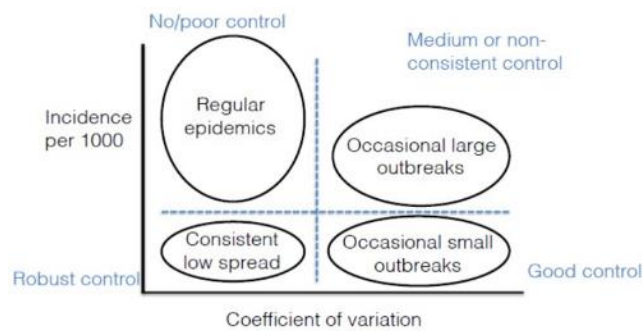 No/poor control
Medium or non-
consistent control
Incidence
per 1000
Regular
epidemics
Occasional large
outbreaks
Consistent
low spread
Occasional small
outbreaks
Robust control
Good control
Coefficient of variation